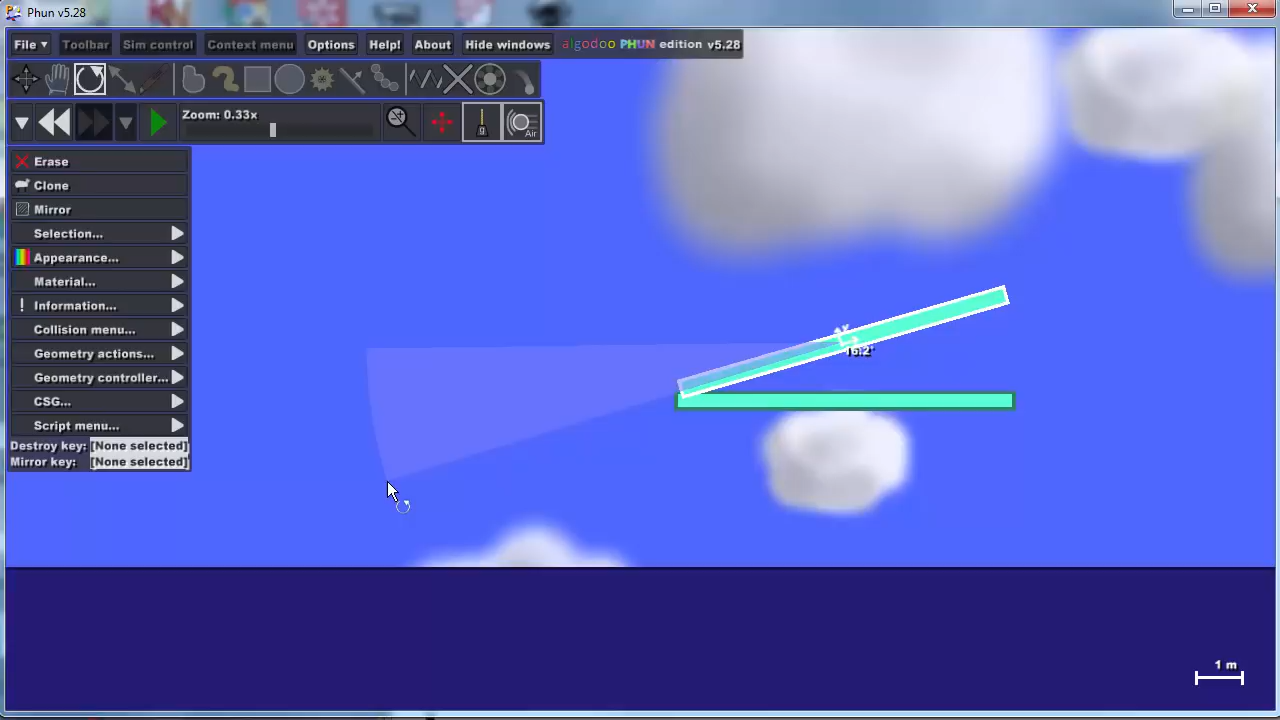 Phun v5.28
File Toolbar Sim control Context menu Options Help! About Hide windows algodoo PHUN edition v5.28
Zoom: 0.33x
g
Air
Erase
Clone
Mirror
Selection...
Appearance...
Material...
Information...
Collision menu...
Geometry actions...
Geometry controller...
CSG...
Script menu...
Destroy key: [None selected]
Mirror key: [None selected]
16.2°
1 m